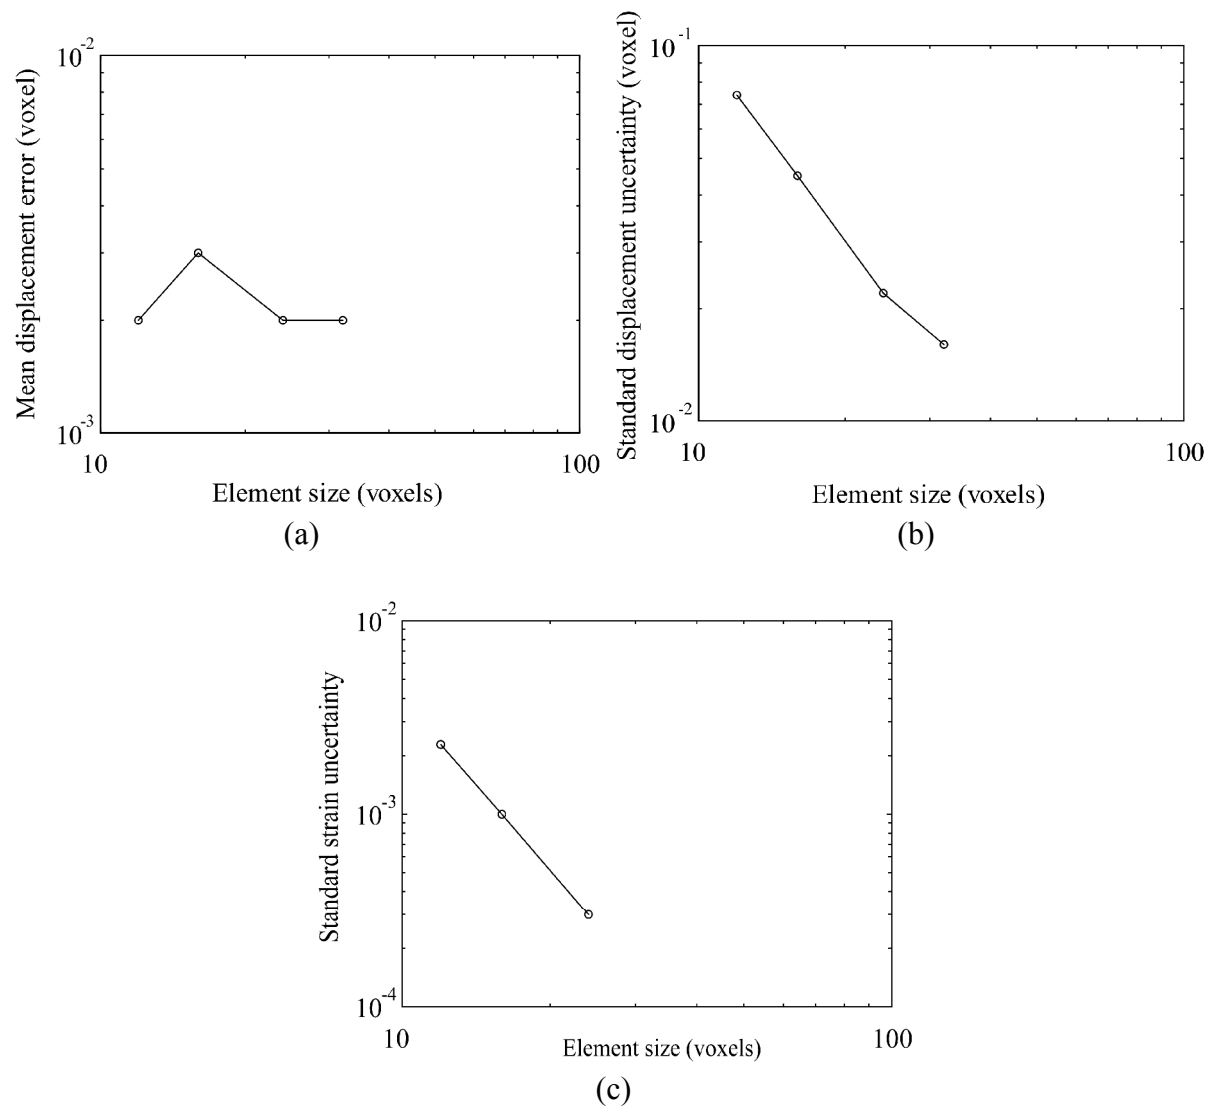 10^-2
Mean displacement error (voxel)
10^-3
10
100
Element size (voxels)
(a)
10^-1
Standard displacement uncertainty (voxel)
10^-2
10
100
Element size (voxels)
(b)
10^-2
Standard strain uncertainty
10^-3
10^-4
10
100
Element size (voxels)
(c)